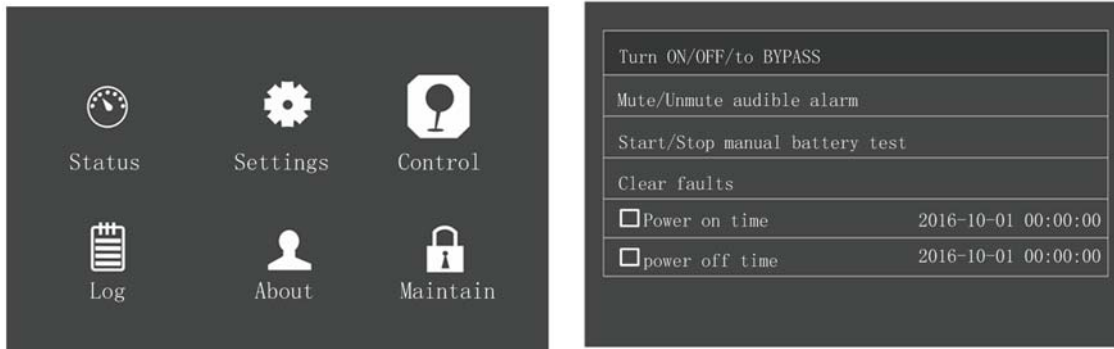 Status Settings Control
Log About Maintain
Turn ON/OFF/to BYPASS
Mute/Unmute audible alarm
Start/Stop manual battery test
Clear faults
Power on time 2016-10-01 00:00:00
power off time 2016-10-01 00:00:00